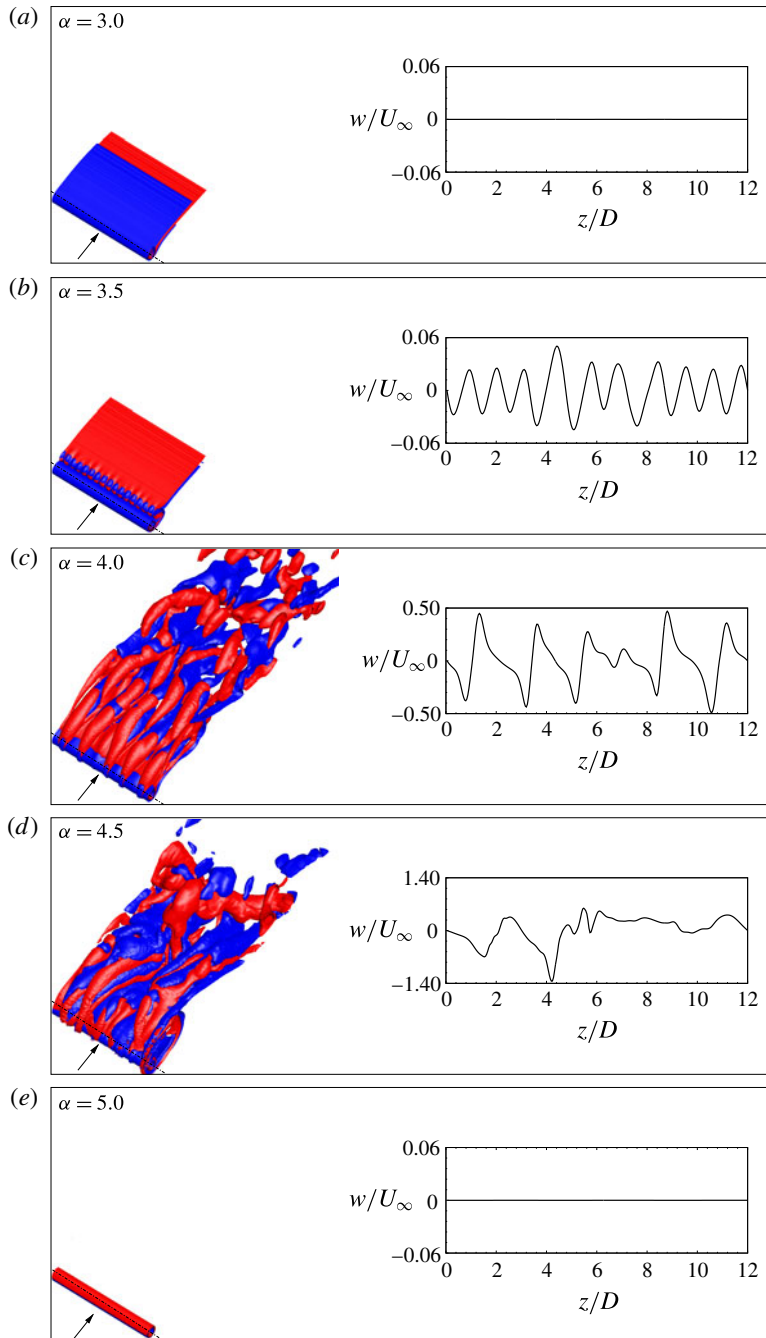 (a)
α = 3.0
0.06
w/U∞ 0
−0.06
0 2 4 6 8 10 12
z/D
(b)
α = 3.5
0.06
w/U∞ 0
−0.06
0 2 4 6 8 10 12
z/D
(c)
α = 4.0
0.50
w/U∞ 0
−0.50
0 2 4 6 8 10 12
z/D
(d)
α = 4.5
1.40
w/U∞ 0
−1.40
0 2 4 6 8 10 12
z/D
(e)
α = 5.0
0.06
w/U∞ 0
−0.06
0 2 4 6 8 10 12
z/D